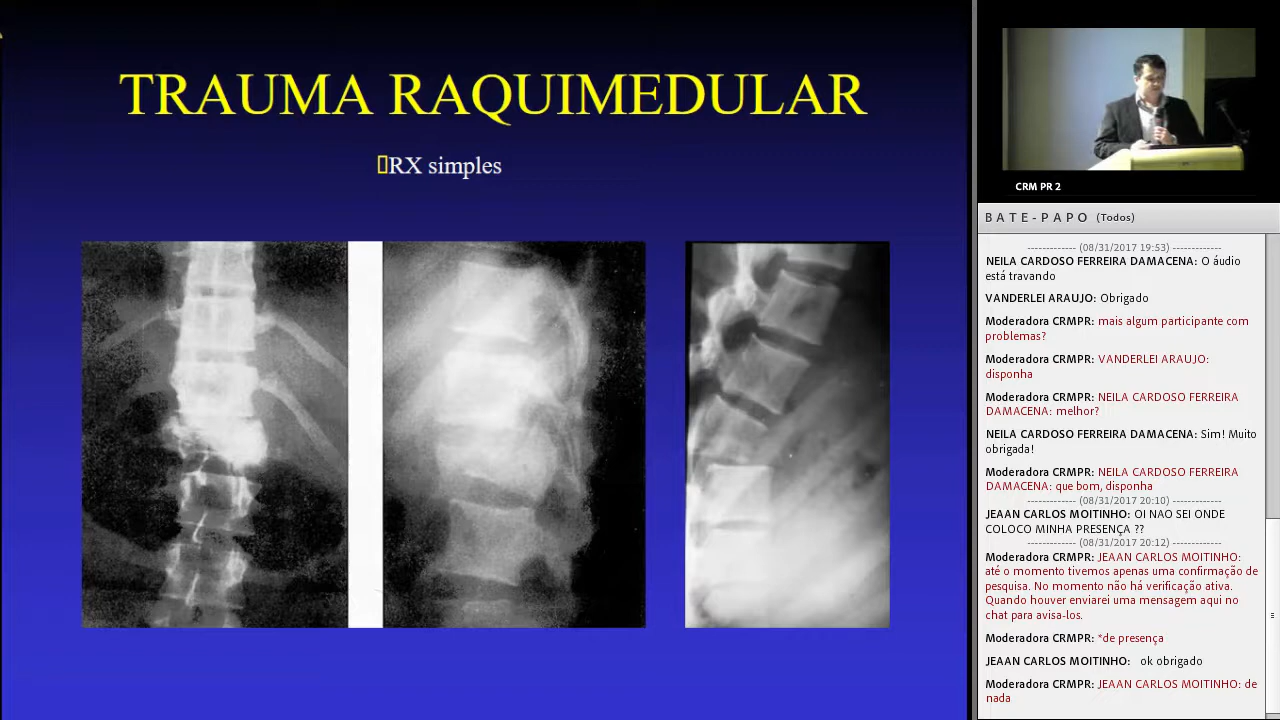 TRAUMA RAQUIMEDULAR
RX simples
CRM PR 2
BATE-PAPO (Todos)
------------- (08/31/2017 19:53) -------------
NEILA CARDOSO FERREIRA DAMACENA: O áudio
está travando
VANDERLEI ARAUJO: Obrigado
Moderadora CRMPR: mais algum participante com
problemas?
Moderadora CRMPR: VANDERLEI ARAUJO:
disponha
Moderadora CRMPR: NEILA CARDOSO FERREIRA
DAMACENA: melhor?
NEILA CARDOSO FERREIRA DAMACENA: Sim! Muito
obrigada!
Moderadora CRMPR: NEILA CARDOSO FERREIRA
DAMACENA: que bom, disponha
------------- (08/31/2017 20:10) -------------
JEAAN CARLOS MOITINHO: OI NAO SEI ONDE
COLOCO MINHA PRESENÇA ??
------------- (08/31/2017 20:12) -------------
Moderadora CRMPR: JEAAN CARLOS MOITINHO:
até o momento tivemos apenas uma confirmação de
pesquisa. No momento não há verificação ativa.
Quando houver enviarei uma mensagem aqui no
chat para avisa-los.
Moderadora CRMPR: *de presença
JEAAN CARLOS MOITINHO: ok obrigado
Moderadora CRMPR: JEAAN CARLOS MOITINHO: de
nada